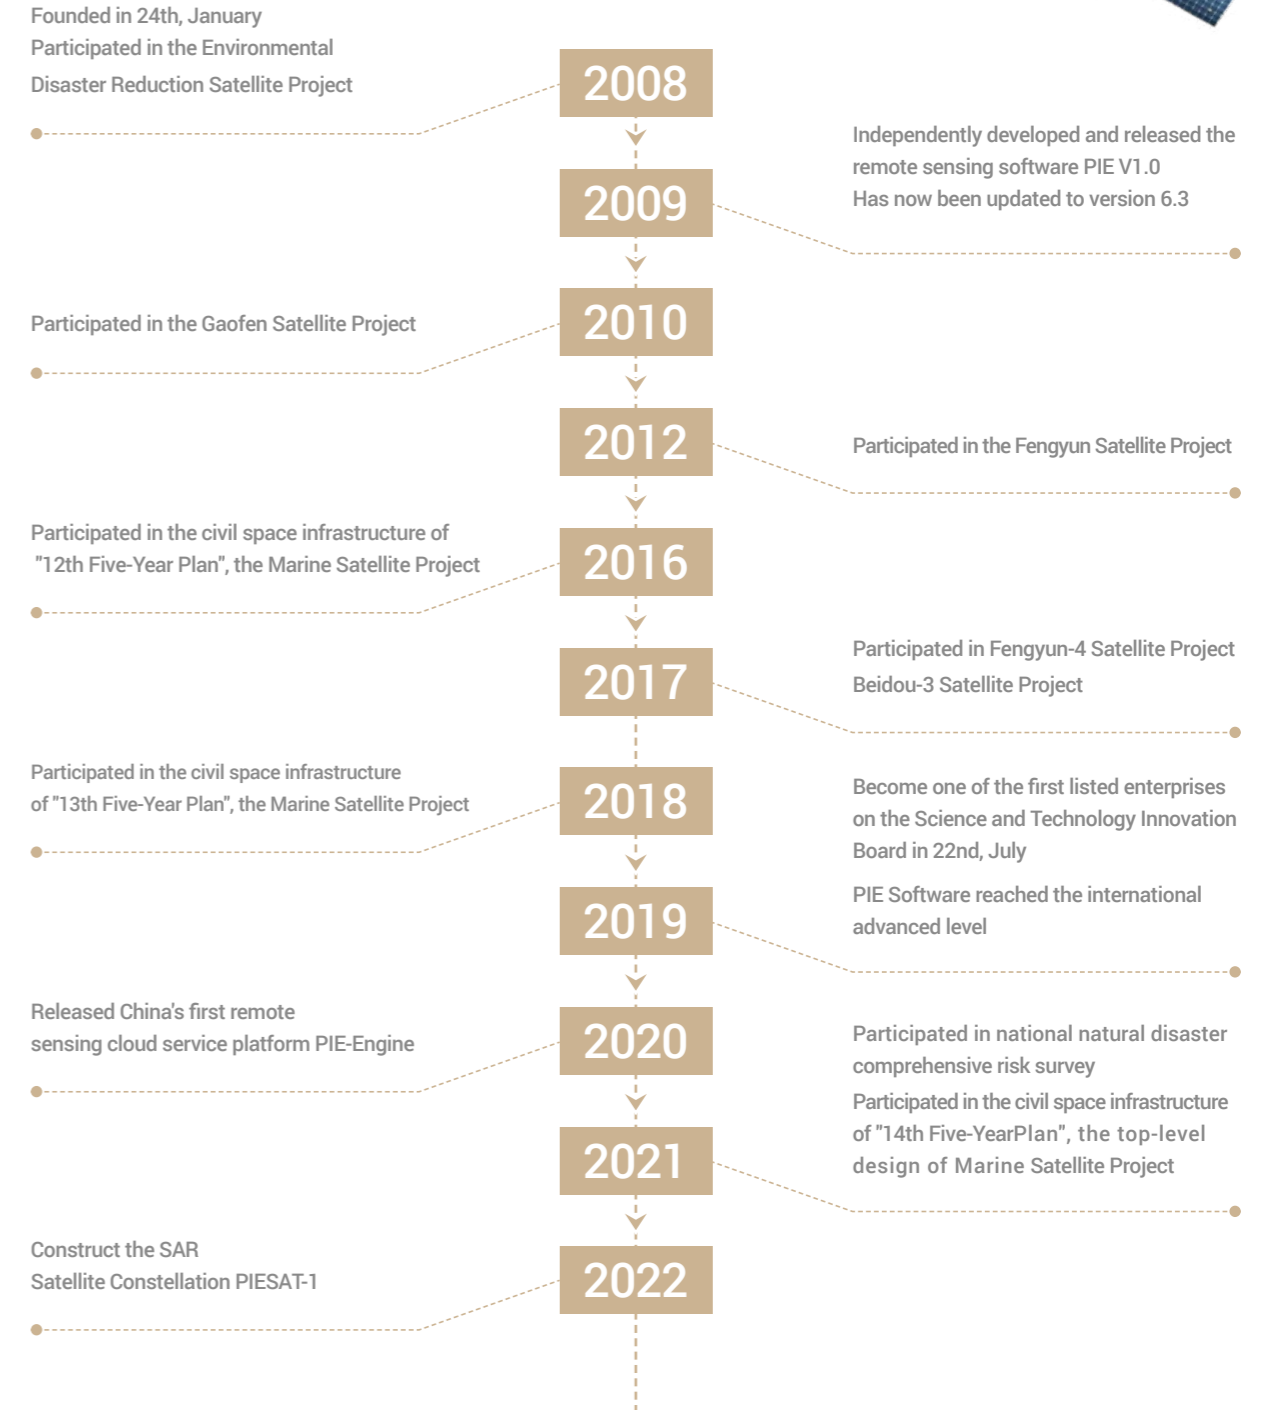 Founded in 24th, January
Participated in the Environmental
Disaster Reduction Satellite Project
2008
2009
Independently developed and released the
remote sensing software PIE V1.0
Has now been updated to version 6.3
Participated in the Gaofen Satellite Project
2010
2012
Participated in the Fengyun Satellite Project
Participated in the civil space infrastructure of
"12th Five-Year Plan", the Marine Satellite Project
2016
2017
Participated in Fengyun-4 Satellite Project
Beidou-3 Satellite Project
Participated in the civil space infrastructure
of "13th Five-Year Plan", the Marine Satellite Project
2018
2019
Become one of the first listed enterprises
on the Science and Technology Innovation
Board in 22nd, July
PIE Software reached the international
advanced level
Released China's first remote
sensing cloud service platform PIE-Engine
2020
2021
Participated in national natural disaster
comprehensive risk survey
Participated in the civil space infrastructure
of "14th Five-YearPlan", the top-level
design of Marine Satellite Project
Construct the SAR
Satellite Constellation PIESAT-1
2022